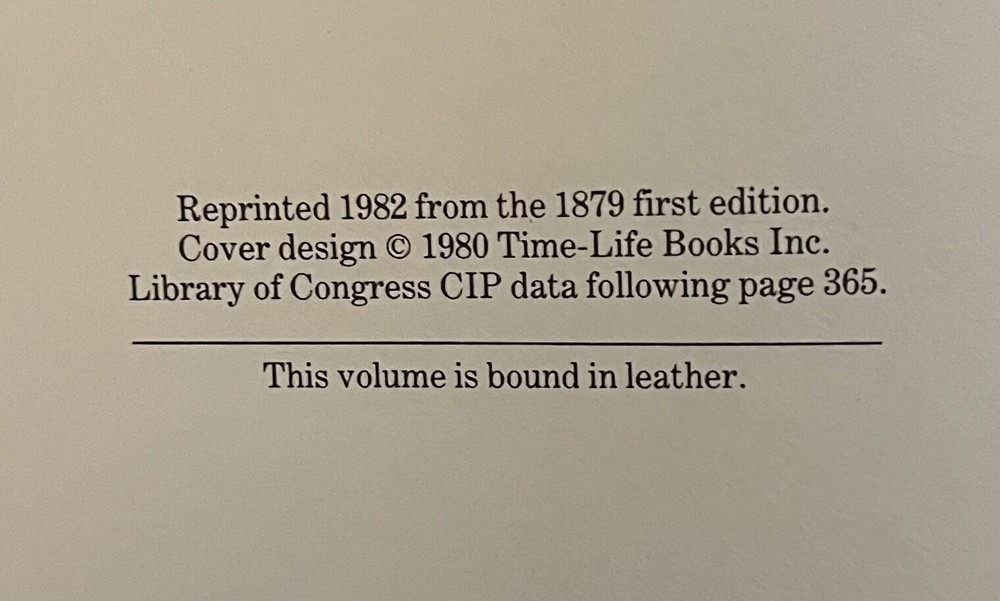 Reprinted 1982 from the 1879 first edition.
Cover design © 1980 Time-Life Books Inc.
Library of Congress CIP data following page 365.
This volume is bound in leather.